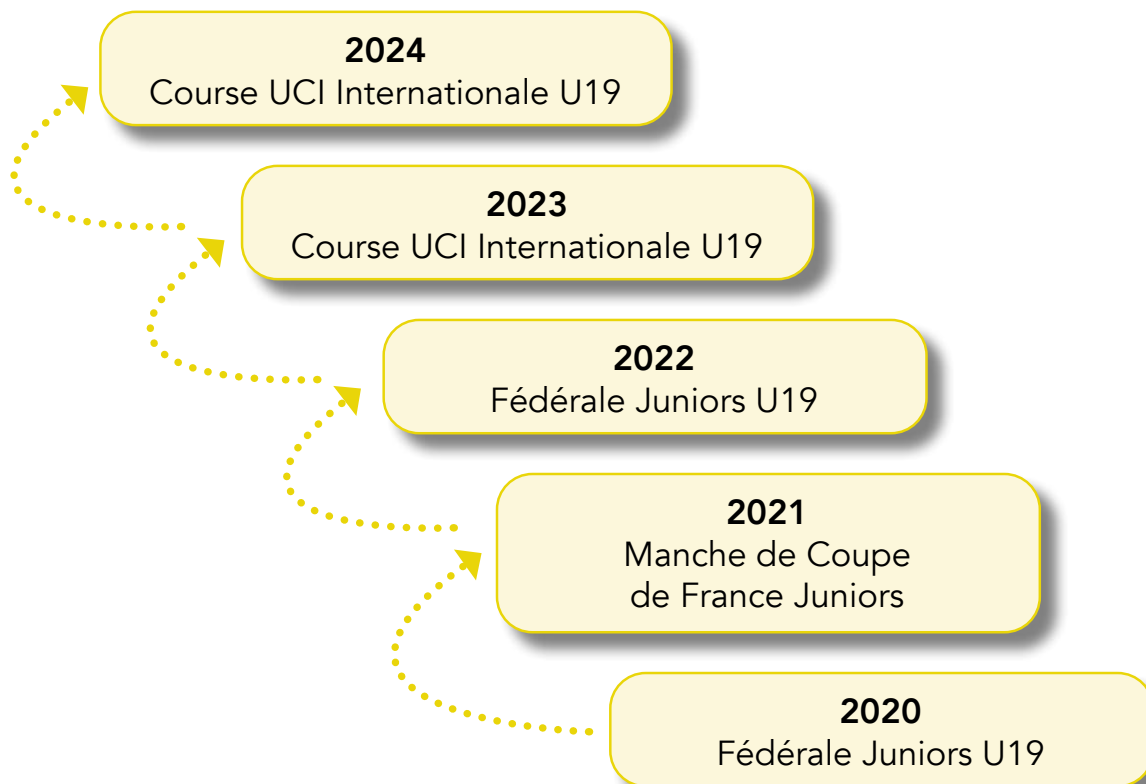 2024
Course UCI Internationale U19
2023
Course UCI Internationale U19
2022
Fédérale Juniors U19
2021
Manche de Coupe
de France Juniors
2020
Fédérale Juniors U19